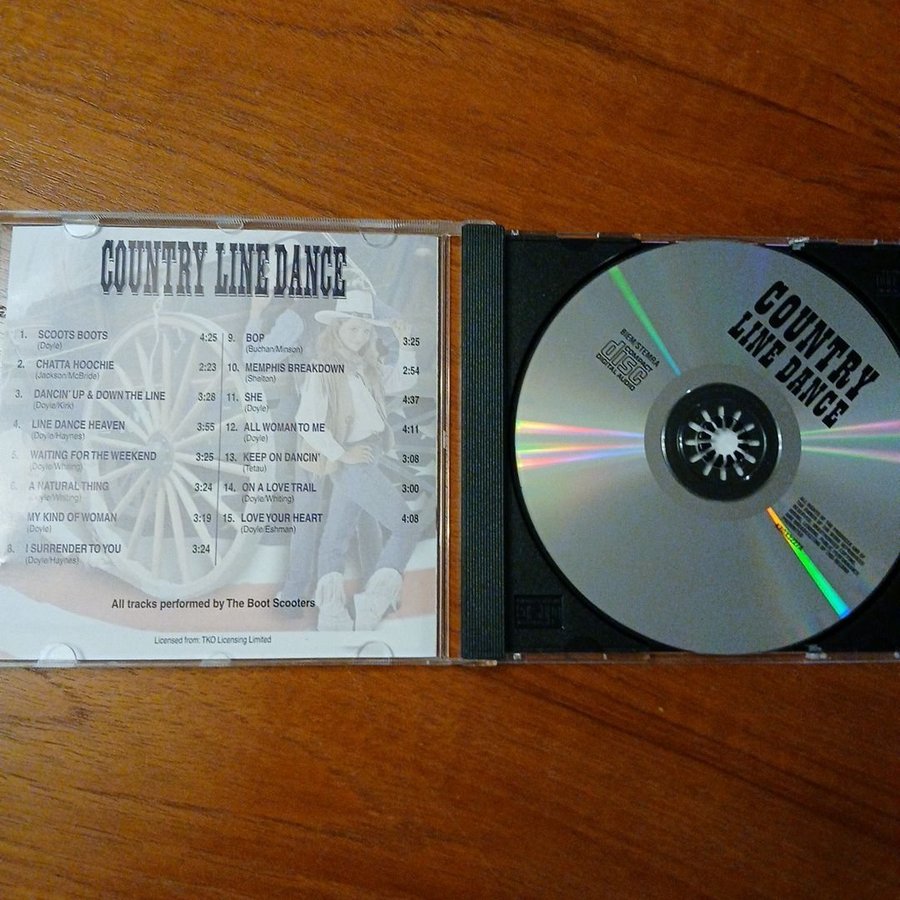 COUNTRY LINE DANCE
1. SCOOTS BOOTS 4:25
(Doyle)
2. CHATTA HOOCHIE 2:23
(Jackson/McBride)
3. DANCIN' UP & DOWN THE LINE 3:28
(Doyle/Kirk)
4. LINE DANCE HEAVEN 3:55
(Doyle/Haynes)
5. WAITING FOR THE WEEKEND 3:25
(Doyle/Whiting)
6. A NATURAL THING 3:24
yle/Whiting)
MY KIND OF WOMAN 3:19
(Doyle)
8. I SURRENDER TO YOU 3:24
(Doyle/Haynes)
9. BOP 3:25
(Buchan/Minson)
10. MEMPHIS BREAKDOWN 2:54
(Shelton)
11. SHE 4:37
(Doyle)
12. ALL WOMAN TO ME 4:11
(Doyle)
13. KEEP ON DANCIN' 3:08
(Tetau)
14. ON A LOVE TRAIL 3:00
(Doyle/Whiting)
15. LOVE YOUR HEART 4:08
(Doyle/Eshman)
All tracks performed by The Boot Scooters
Licensed from: TKO Licensing Limited
COUNTRY
LINE DANCE
BIEM/STEMRA
COMPACT
disc
DIGITAL AUDIO